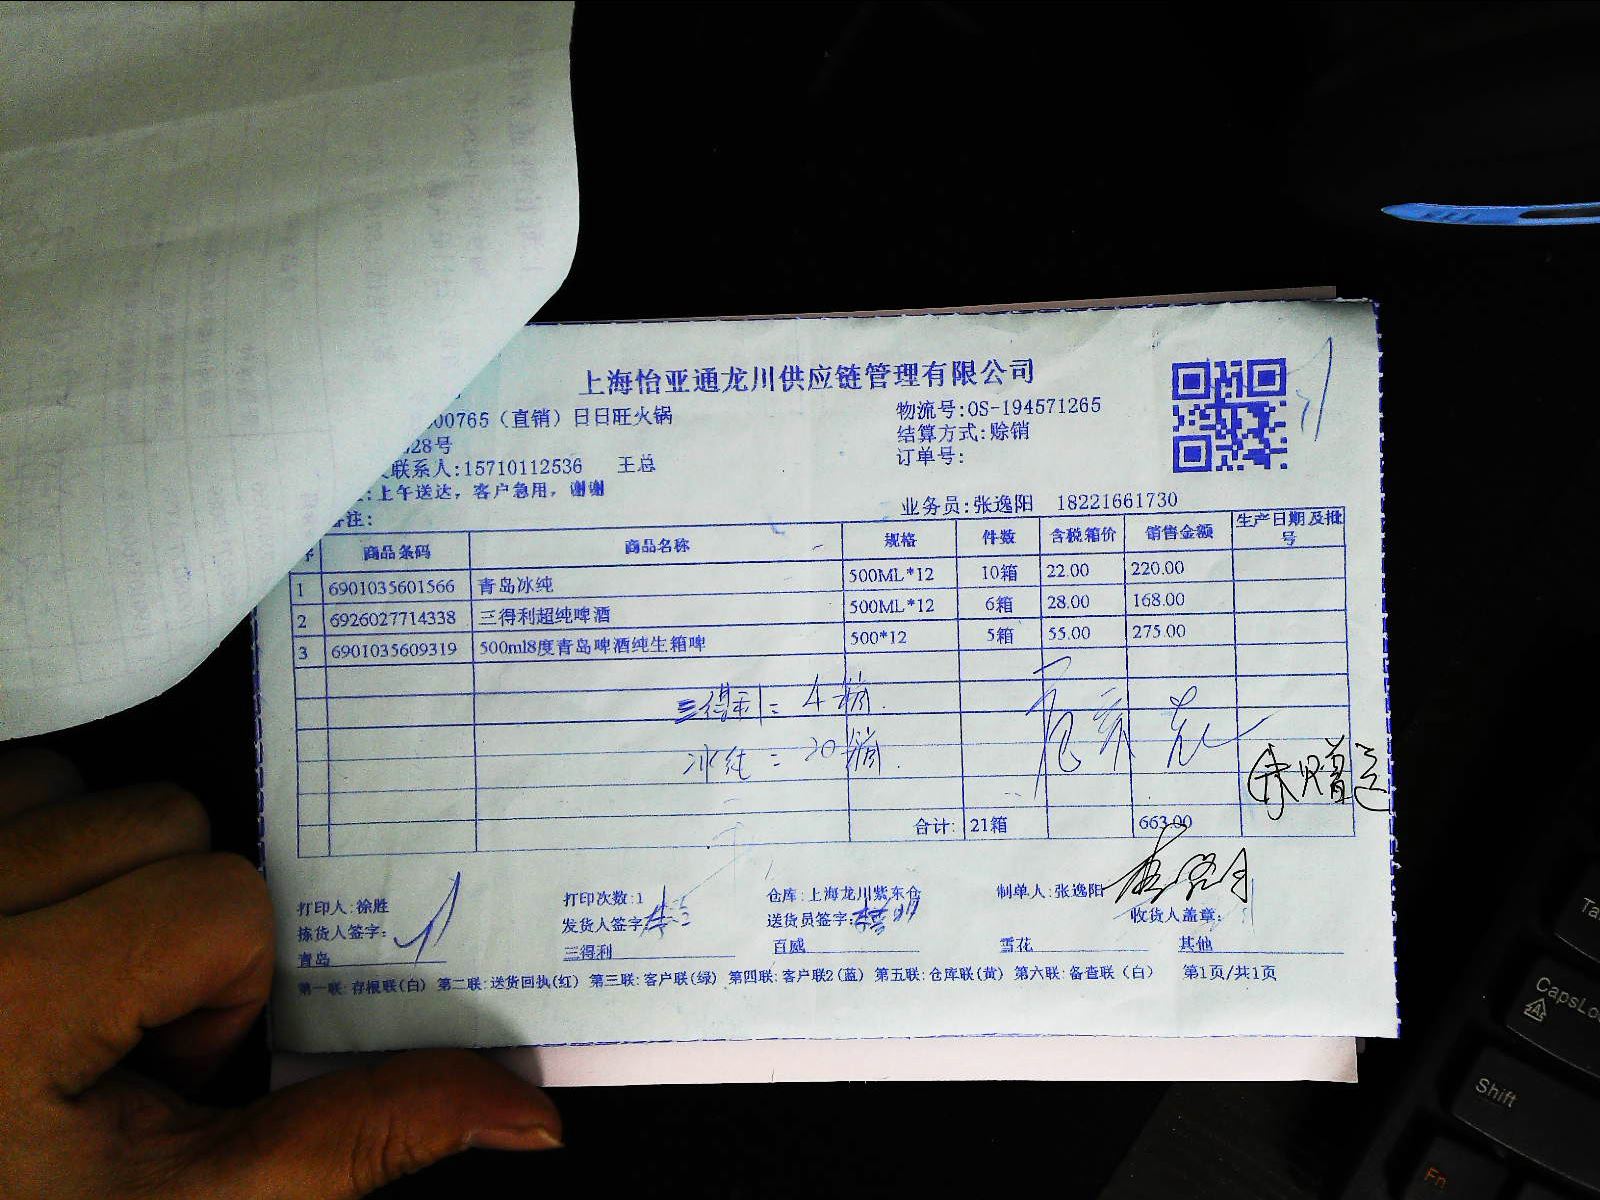 上海怡亚通龙川供应链管理有限公司
00765（直销）日日旺火锅
物流号:OS-194571265
28号
结算方式:赊销
联系人:15710112536 王总
订单号:
:上午送达，客户急用，谢谢
业务员:张逸阳 18221661730
备注:
商品条码 商品名称 规格 件数 含税箱价 销售金额 生产日期及批号
1 6901035601566 青岛冰纯 500ML*12 10箱 22.00 220.00
2 6926027714338 三得利超纯啤酒 500ML*12 6箱 28.00 168.00
3 6901035609319 500ml8度青岛啤酒纯生箱啤 500*12 5箱 55.00 275.00
三得利: 4瓶.
冰纯: 20瓶.
未赠送
合计: 21箱 663.00
打印人:徐胜 打印次数:1 仓库:上海龙川紫东仓 制单人:张逸阳
拣货人签字: 发货人签字: 送货员签字: 收货人盖章:
青岛 三得利 百威 雪花 其他
第一联:存根联(白) 第二联:送货回执(红) 第三联:客户联(绿) 第四联:客户联2(蓝) 第五联:仓库联(黄) 第六联:备查联(白) 第1页/共1页
CapsLo
Shift
Fn